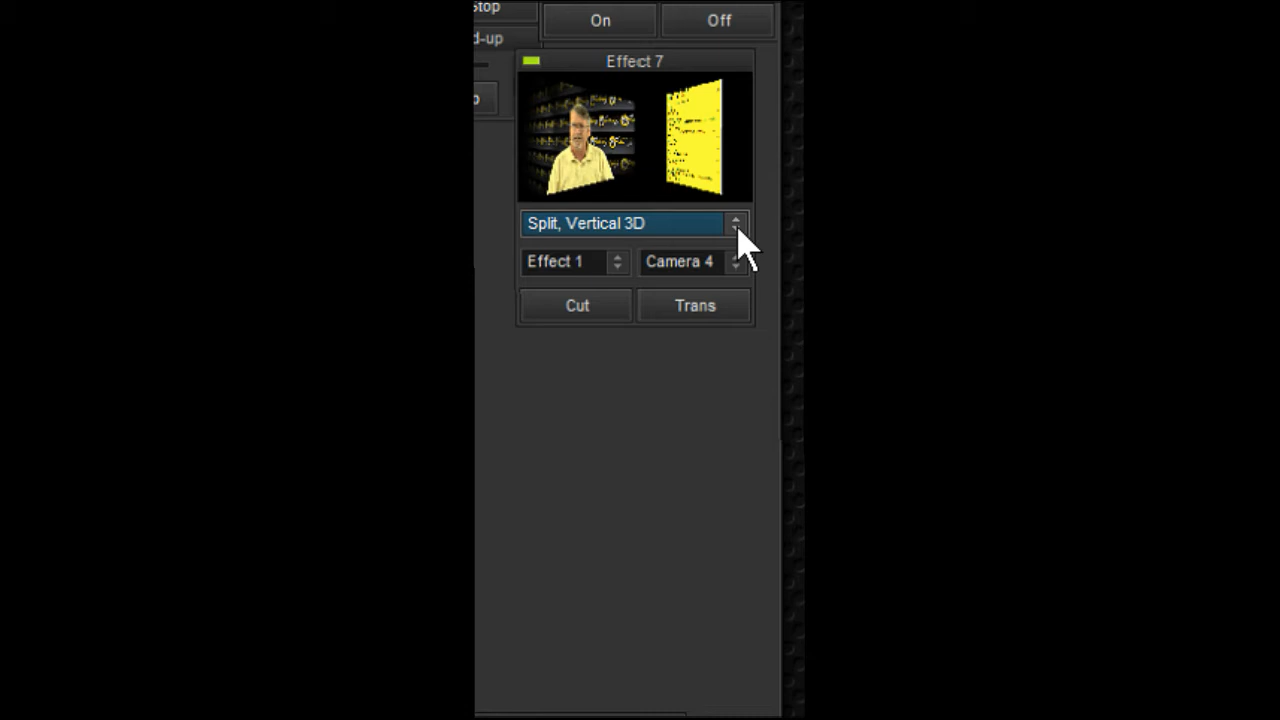 Stop
On
Off
d-up
Effect 7
Split, Vertical 3D
Effect 1
Camera 4
Cut
Trans